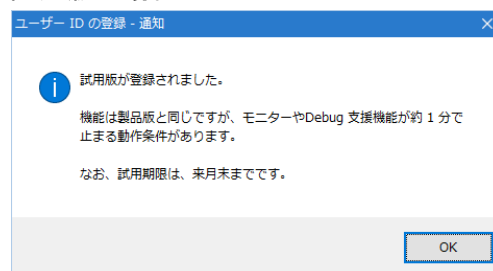 ユーザー ID の登録 - 通知
試用版が登録されました。
機能は製品版と同じですが、モニターやDebug 支援機能が約 1 分で
止まる動作条件があります。
なお、試用期限は、来月末までです。
OK